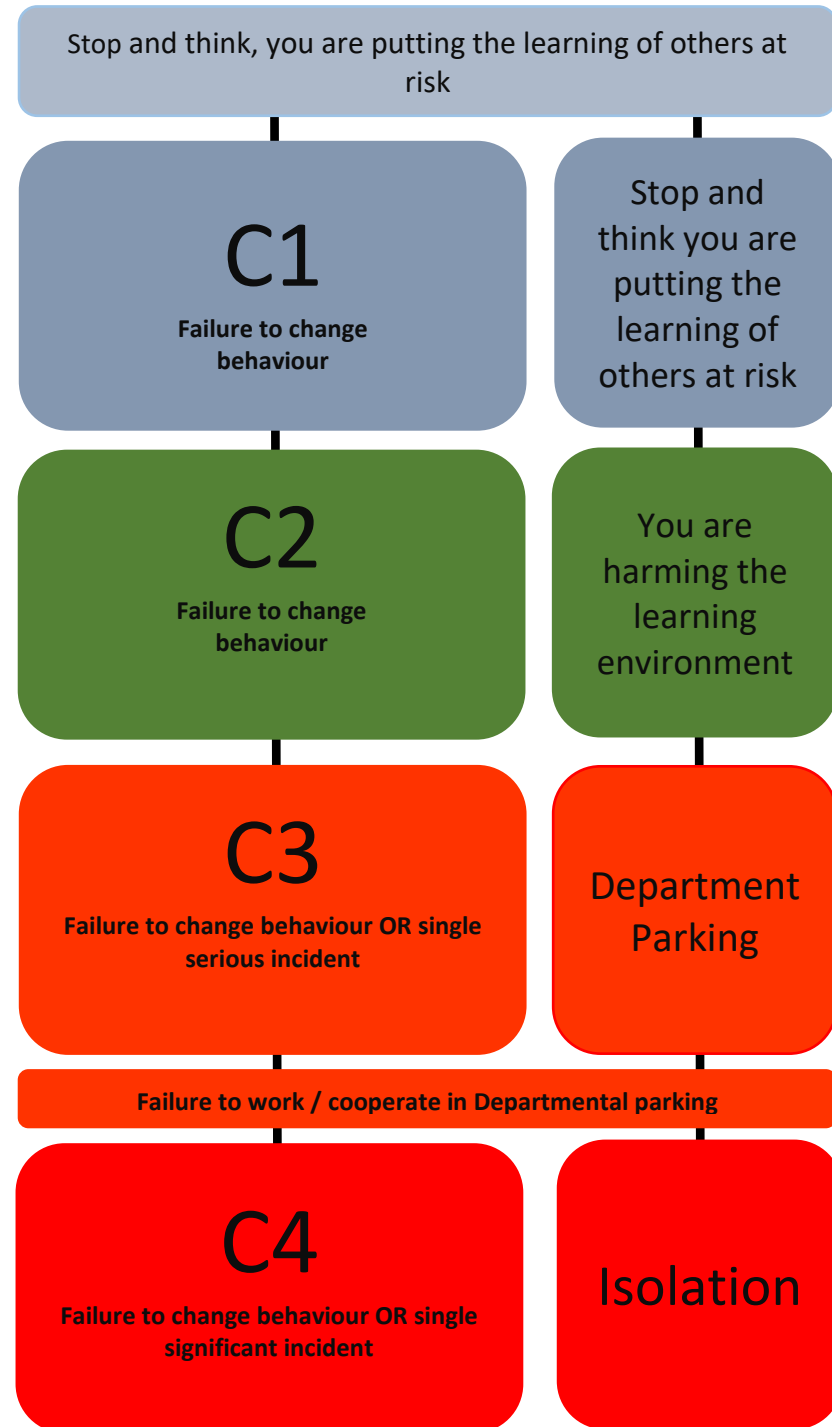 Stop and think, you are putting the learning of others at
risk
C1
Failure to change
behaviour
Stop and
think you are
putting the
learning of
others at risk
C2
Failure to change
behaviour
You are
harming the
learning
environment
C3
Failure to change behaviour OR single
serious incident
Department
Parking
Failure to work / cooperate in Departmental parking
C4
Failure to change behaviour OR single
significant incident
Isolation